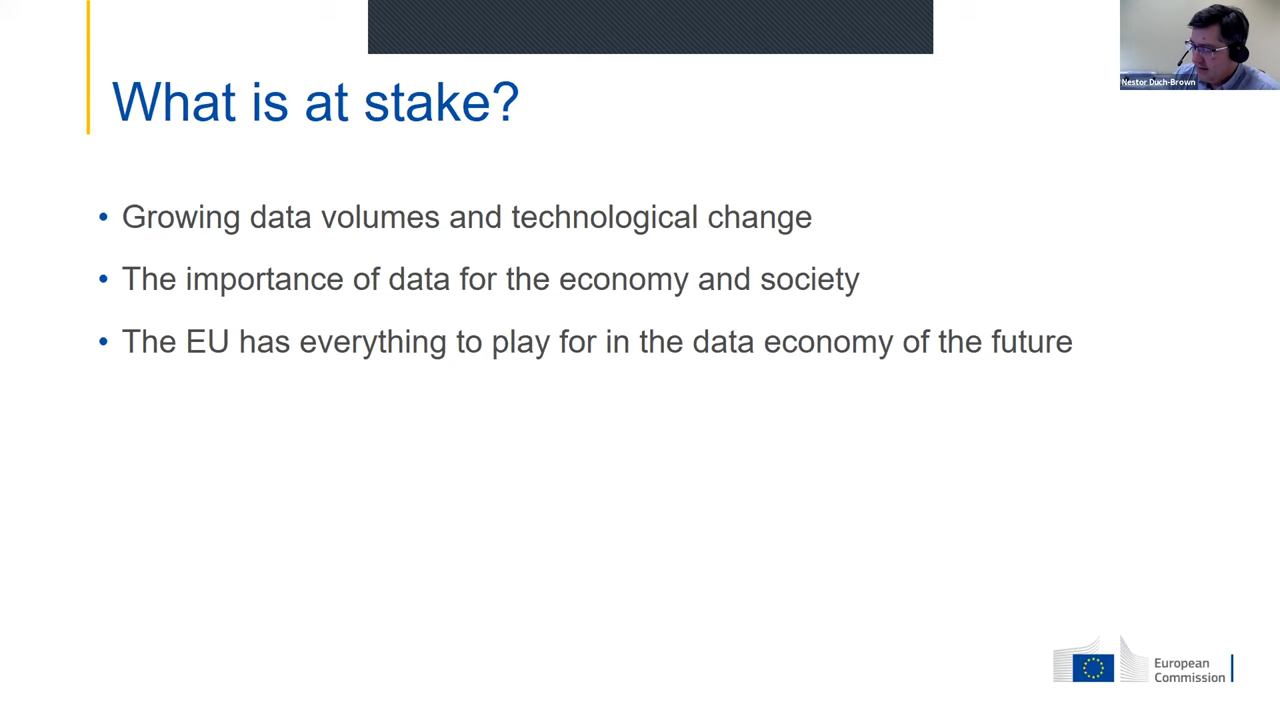 Nestor Duch-Brown
What is at stake?
• Growing data volumes and technological change
• The importance of data for the economy and society
• The EU has everything to play for in the data economy of the future
European
Commission